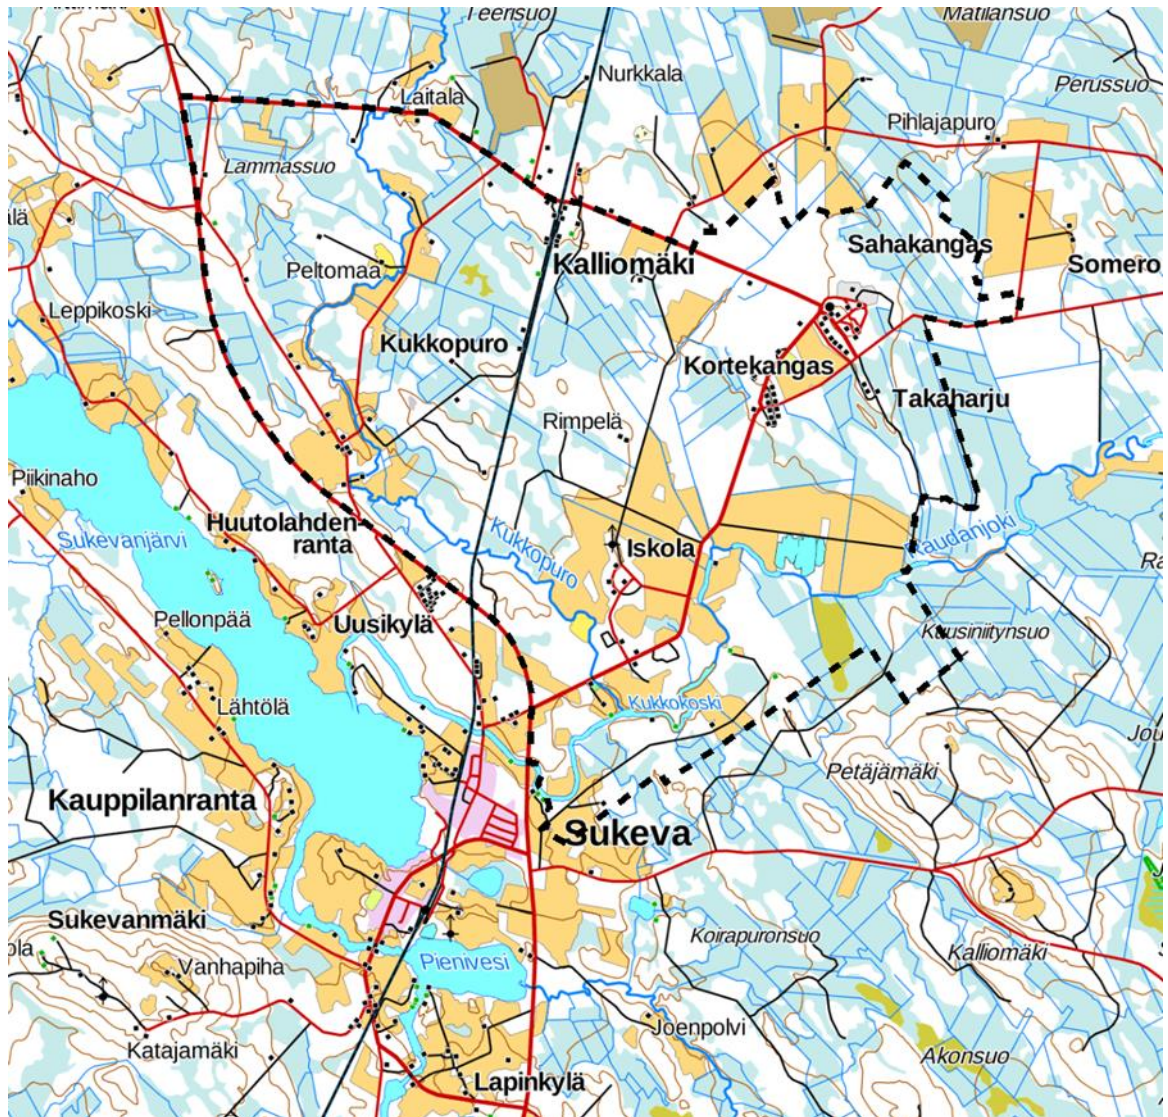 Teerisuo
Matilansuo
Nurkkala
Perussuo
Laitala
Pihlajapuro
Lammassuo
Sahakangas
Kalliomäki
Somero
Peltomaa
Leppikoski
Kukkopuro
Kortekangas
Takaharju
Rimpelä
Piikinaho
Huutolahden-
ranta
Sukevanjärvi
Kukkopuro
Iskola
Raudanjoki
Pellonpää
Uusikylä
Kuusiniitynsuo
Lähtölä
Kukkokoski
Petäjämäki
Kauppilanranta
Sukeva
Sukevanmäki
Koirapuronsuo
Kalliomäki
Vanhapiha
Pienivesi
Joenpolvi
Katajamäki
Akonsuo
Lapinkylä